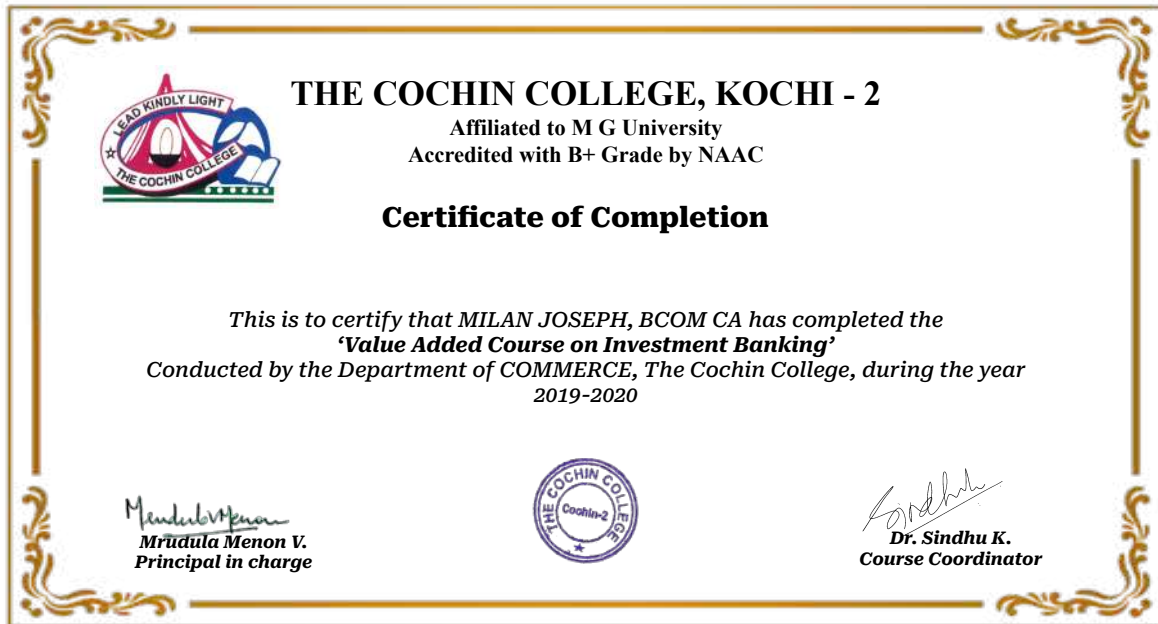 LEAD KINDLY LIGHT
THE COCHIN COLLEGE
THE COCHIN COLLEGE, KOCHI - 2
Affiliated to M G University
Accredited with B+ Grade by NAAC
Certificate of Completion
This is to certify that MILAN JOSEPH, BCOM CA has completed the
‘Value Added Course on Investment Banking’
Conducted by the Department of COMMERCE, The Cochin College, during the year
2019-2020
THE COCHIN COLLEGE
Cochin-2
Sindhu
Mrudula Menon V.
Principal in charge
Dr. Sindhu K.
Course Coordinator